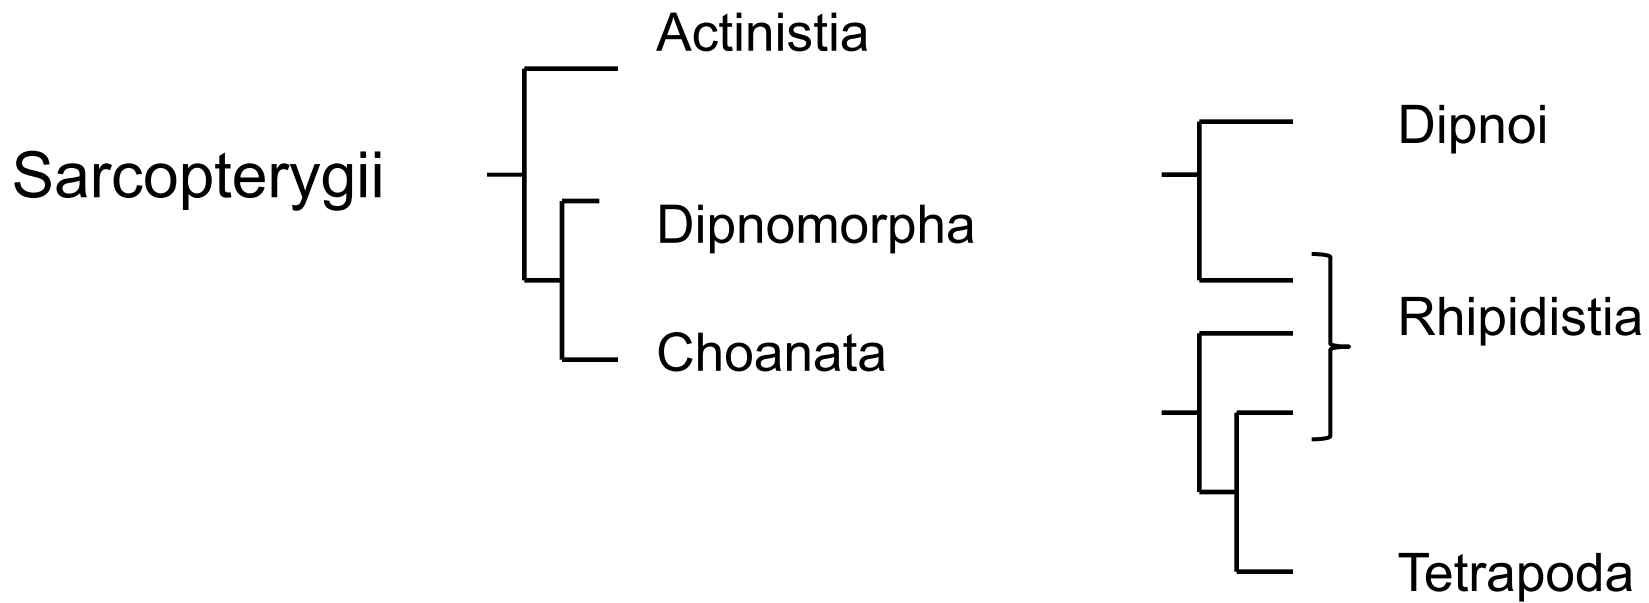 Sarcopterygii
Actinistia
Dipnomorpha
Choanata
Dipnoi
Rhipidistia
Tetrapoda